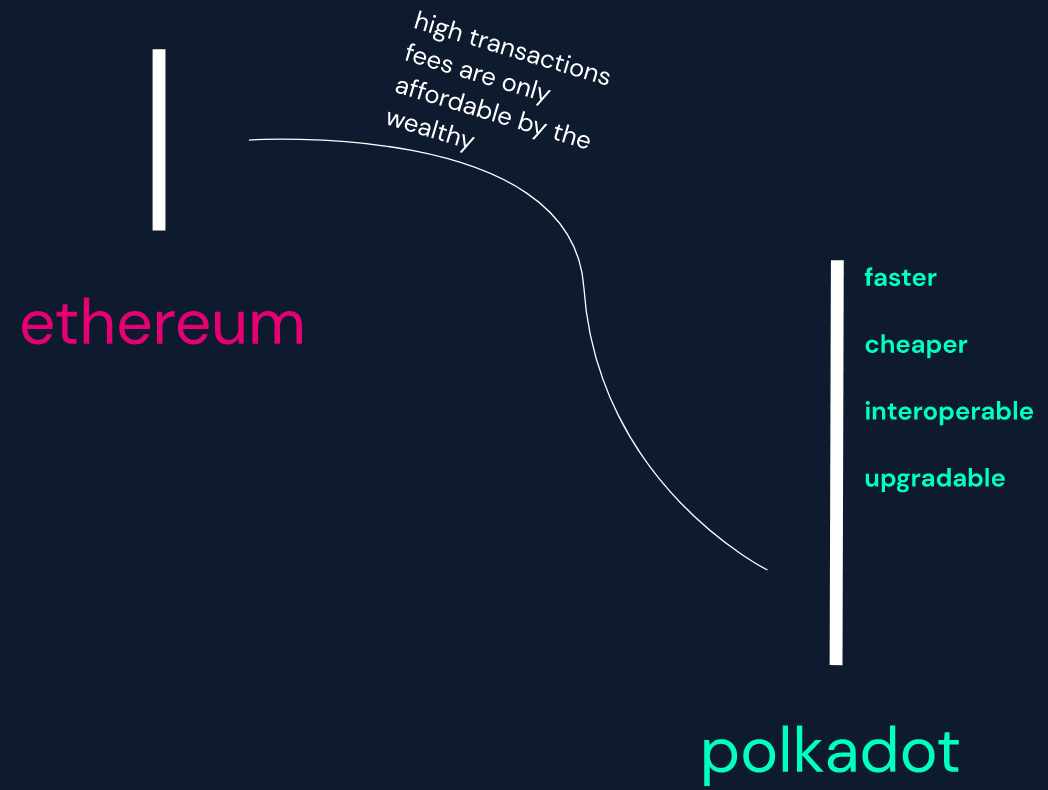 high transactions
fees are only
affordable by the
wealthy
ethereum
faster
cheaper
interoperable
upgradable
polkadot